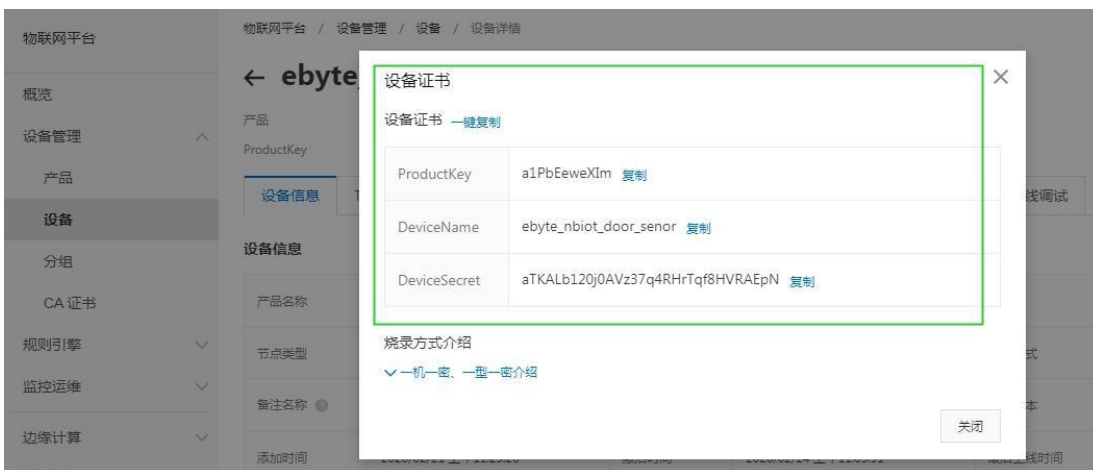 物联网平台
物联网平台 / 设备管理 / 设备 / 设备详情
← ebyte_
概览
设备管理
产品
设备
分组
CA 证书
规则引擎
监控运维
边缘计算
产品
ProductKey
设备信息
线调试
设备信息
产品名称
节点类型
备注名称
添加时间
设备证书
设备证书 一键复制
ProductKey a1PbEeweXIm 复制
DeviceName ebyte_nbiot_door_senor 复制
DeviceSecret aTKALb120j0AVz37q4RHrTqf8HVRAEpN 复制
烧录方式介绍
一机一密、一型一密介绍
关闭
式
本